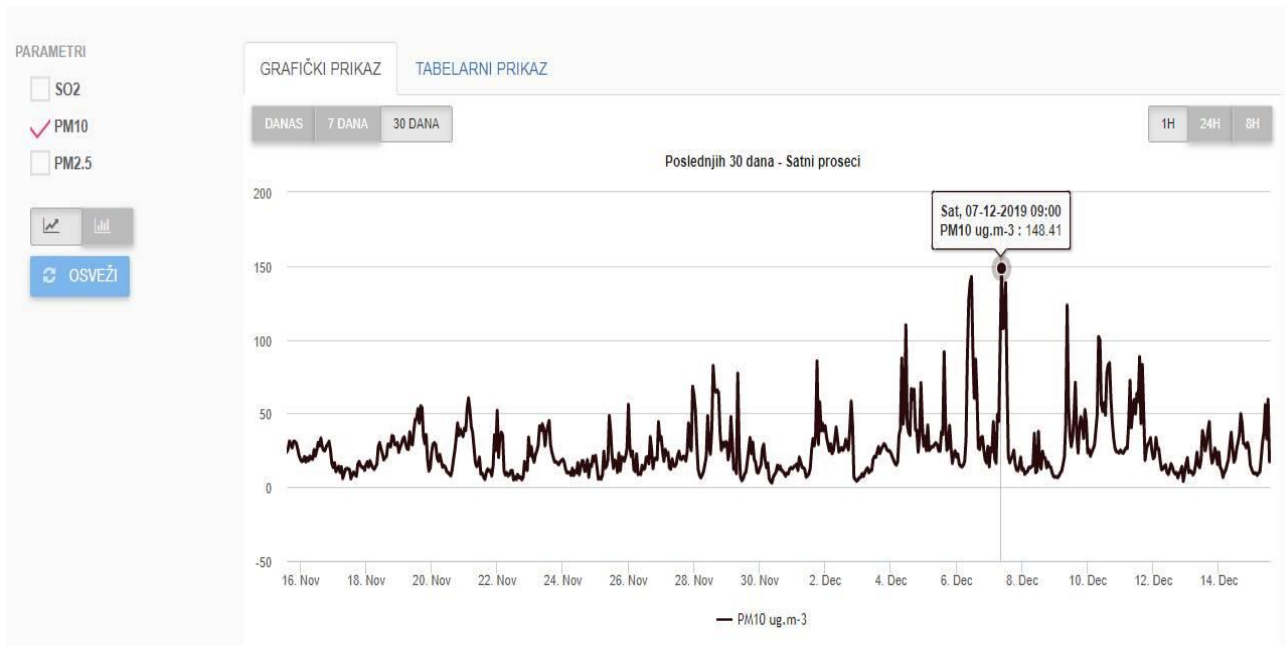 PARAMETRI
SO2
PM10
PM2.5
OSVEŽI
GRAFIČKI PRIKAZ TABELARNI PRIKAZ
DANAS 7 DANA 30 DANA 1H 24H 8H
Poslednjih 30 dana - Satni proseci
200
Sat, 07-12-2019 09:00
PM10 ug.m-3 : 148.41
150
100
50
0
-50
16. Nov 18. Nov 20. Nov 22. Nov 24. Nov 26. Nov 28. Nov 30. Nov 2. Dec 4. Dec 6. Dec 8. Dec 10. Dec 12. Dec 14. Dec
PM10 ug.m-3